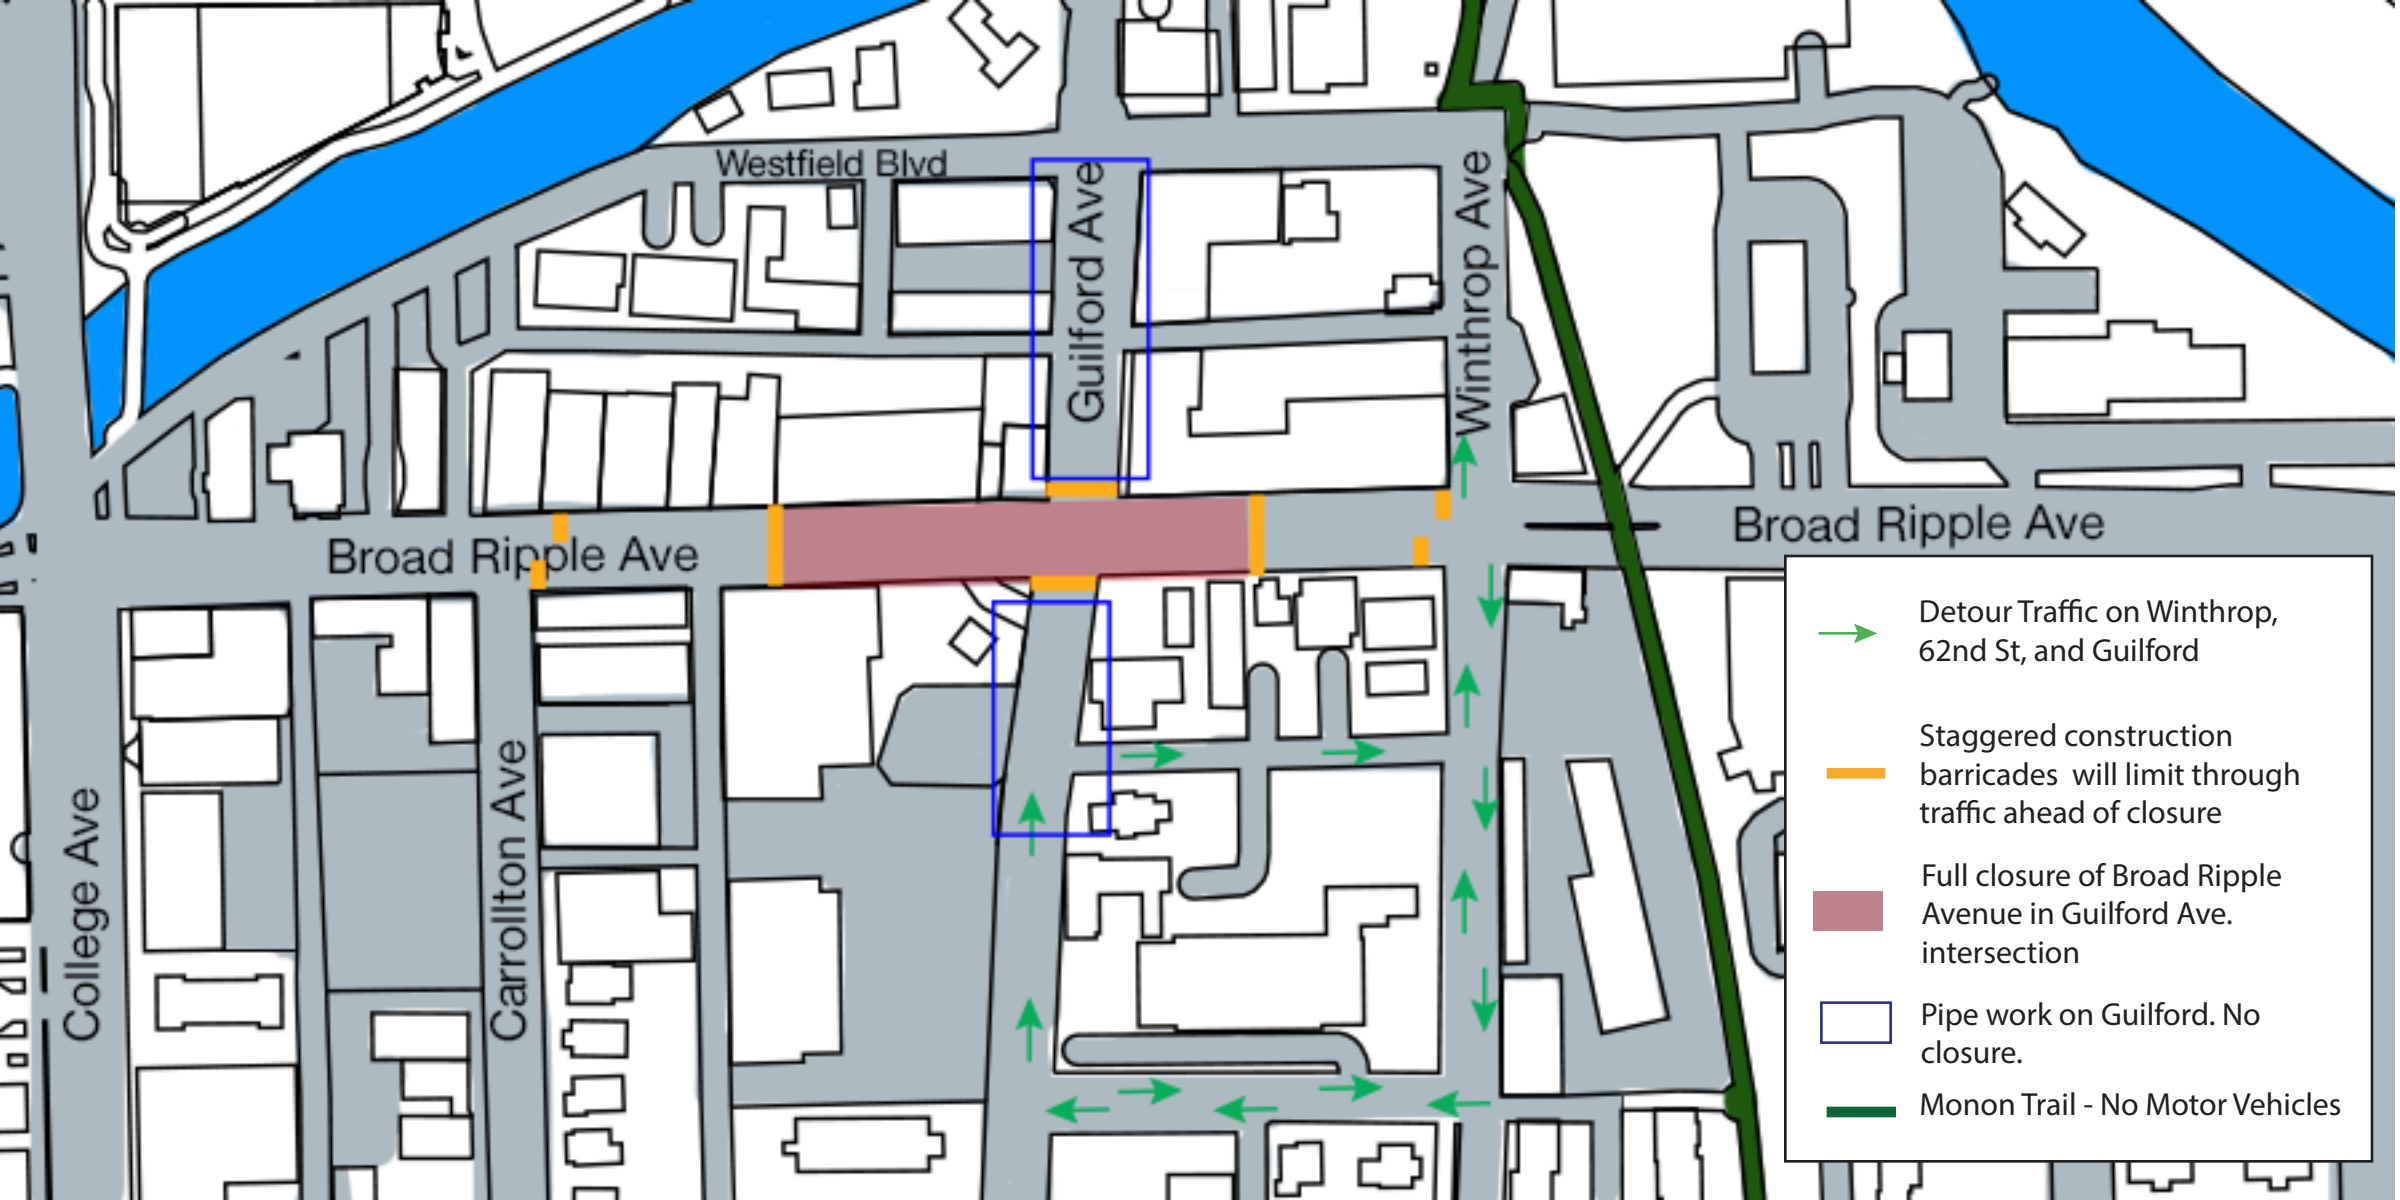 Westfield Blvd
Guilford Ave
Winthrop Ave
Broad Ripple Ave
Broad Ripple Ave
College Ave
Carrollton Ave
Detour Traffic on Winthrop,
62nd St, and Guilford
Staggered construction
barricades will limit through
traffic ahead of closure
Full closure of Broad Ripple
Avenue in Guilford Ave.
intersection
Pipe work on Guilford. No
closure.
Monon Trail - No Motor Vehicles